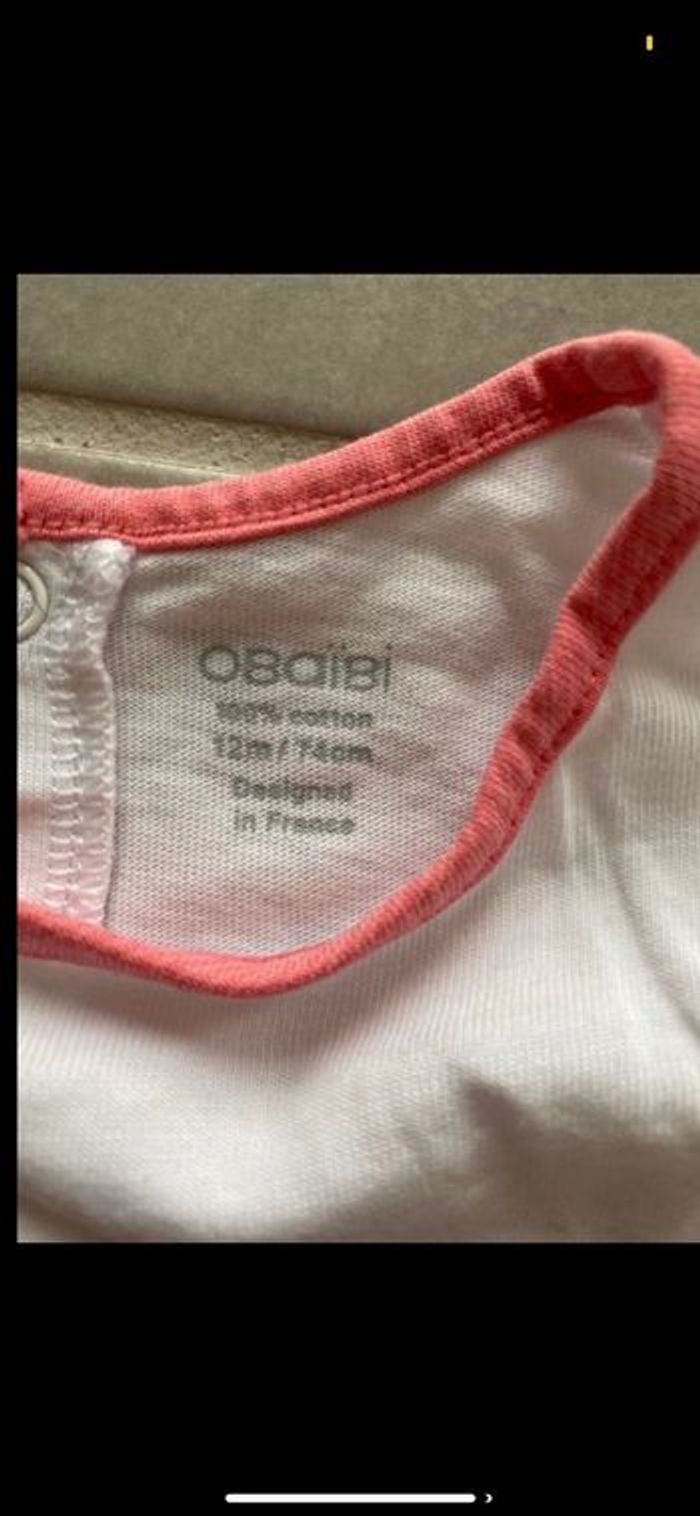 OBaïBi
100% cotton
12m / 74cm
Designed
in France